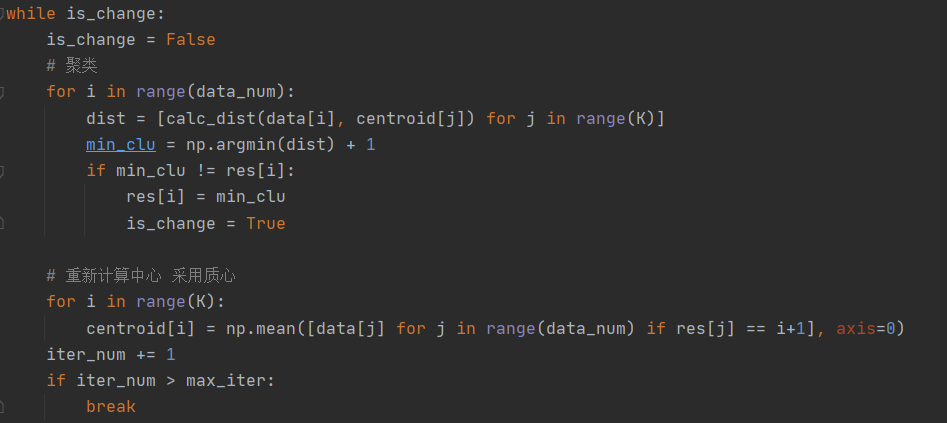 while is_change:
    is_change = False
    # 聚类
    for i in range(data_num):
        dist = [calc_dist(data[i], centroid[j]) for j in range(K)]
        min_clu = np.argmin(dist) + 1
        if min_clu != res[i]:
            res[i] = min_clu
            is_change = True

    # 重新计算中心 采用质心
    for i in range(K):
        centroid[i] = np.mean([data[j] for j in range(data_num) if res[j] == i+1], axis=0)
    iter_num += 1
    if iter_num > max_iter:
        break